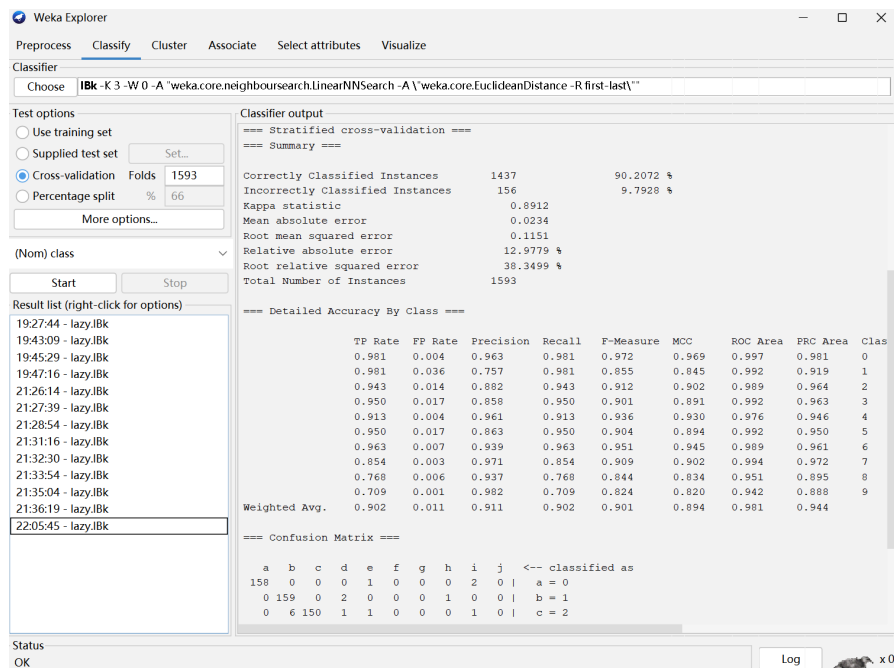 Weka Explorer
Preprocess Classify Cluster Associate Select attributes Visualize
Classifier
Choose IBk -K 3 -W 0 -A "weka.core.neighboursearch.LinearNNSearch -A \"weka.core.EuclideanDistance -R first-last\""
Test options
Use training set
Supplied test set Set...
Cross-validation Folds 1593
Percentage split % 66
More options...
(Nom) class
Start Stop
Result list (right-click for options)
19:27:44 - lazy.IBk
19:43:09 - lazy.IBk
19:45:29 - lazy.IBk
19:47:16 - lazy.IBk
21:26:14 - lazy.IBk
21:27:39 - lazy.IBk
21:28:54 - lazy.IBk
21:31:16 - lazy.IBk
21:32:30 - lazy.IBk
21:33:54 - lazy.IBk
21:35:04 - lazy.IBk
21:36:19 - lazy.IBk
22:05:45 - lazy.IBk
Classifier output
=== Stratified cross-validation ===
=== Summary ===
Correctly Classified Instances 1437 90.2072 %
Incorrectly Classified Instances 156 9.7928 %
Kappa statistic 0.8912
Mean absolute error 0.0234
Root mean squared error 0.1151
Relative absolute error 12.9779 %
Root relative squared error 38.3499 %
Total Number of Instances 1593
=== Detailed Accuracy By Class ===
TP Rate FP Rate Precision Recall F-Measure MCC ROC Area PRC Area Clas
0.981 0.004 0.963 0.981 0.972 0.969 0.997 0.981 0
0.981 0.036 0.757 0.981 0.855 0.845 0.992 0.919 1
0.943 0.014 0.882 0.943 0.912 0.902 0.989 0.964 2
0.950 0.017 0.858 0.950 0.901 0.891 0.992 0.963 3
0.913 0.004 0.961 0.913 0.936 0.930 0.976 0.946 4
0.950 0.017 0.863 0.950 0.904 0.894 0.992 0.950 5
0.963 0.007 0.939 0.963 0.951 0.945 0.989 0.961 6
0.854 0.003 0.971 0.854 0.909 0.902 0.994 0.972 7
0.768 0.006 0.937 0.768 0.844 0.834 0.951 0.895 8
0.709 0.001 0.982 0.709 0.824 0.820 0.942 0.888 9
Weighted Avg. 0.902 0.011 0.911 0.902 0.901 0.894 0.981 0.944
=== Confusion Matrix ===
a b c d e f g h i j <-- classified as
158 0 0 0 1 0 0 0 2 0 | a = 0
0 159 0 2 0 0 0 1 0 0 | b = 1
0 6 150 1 1 0 0 0 1 0 | c = 2
Status
OK
Log
x 0